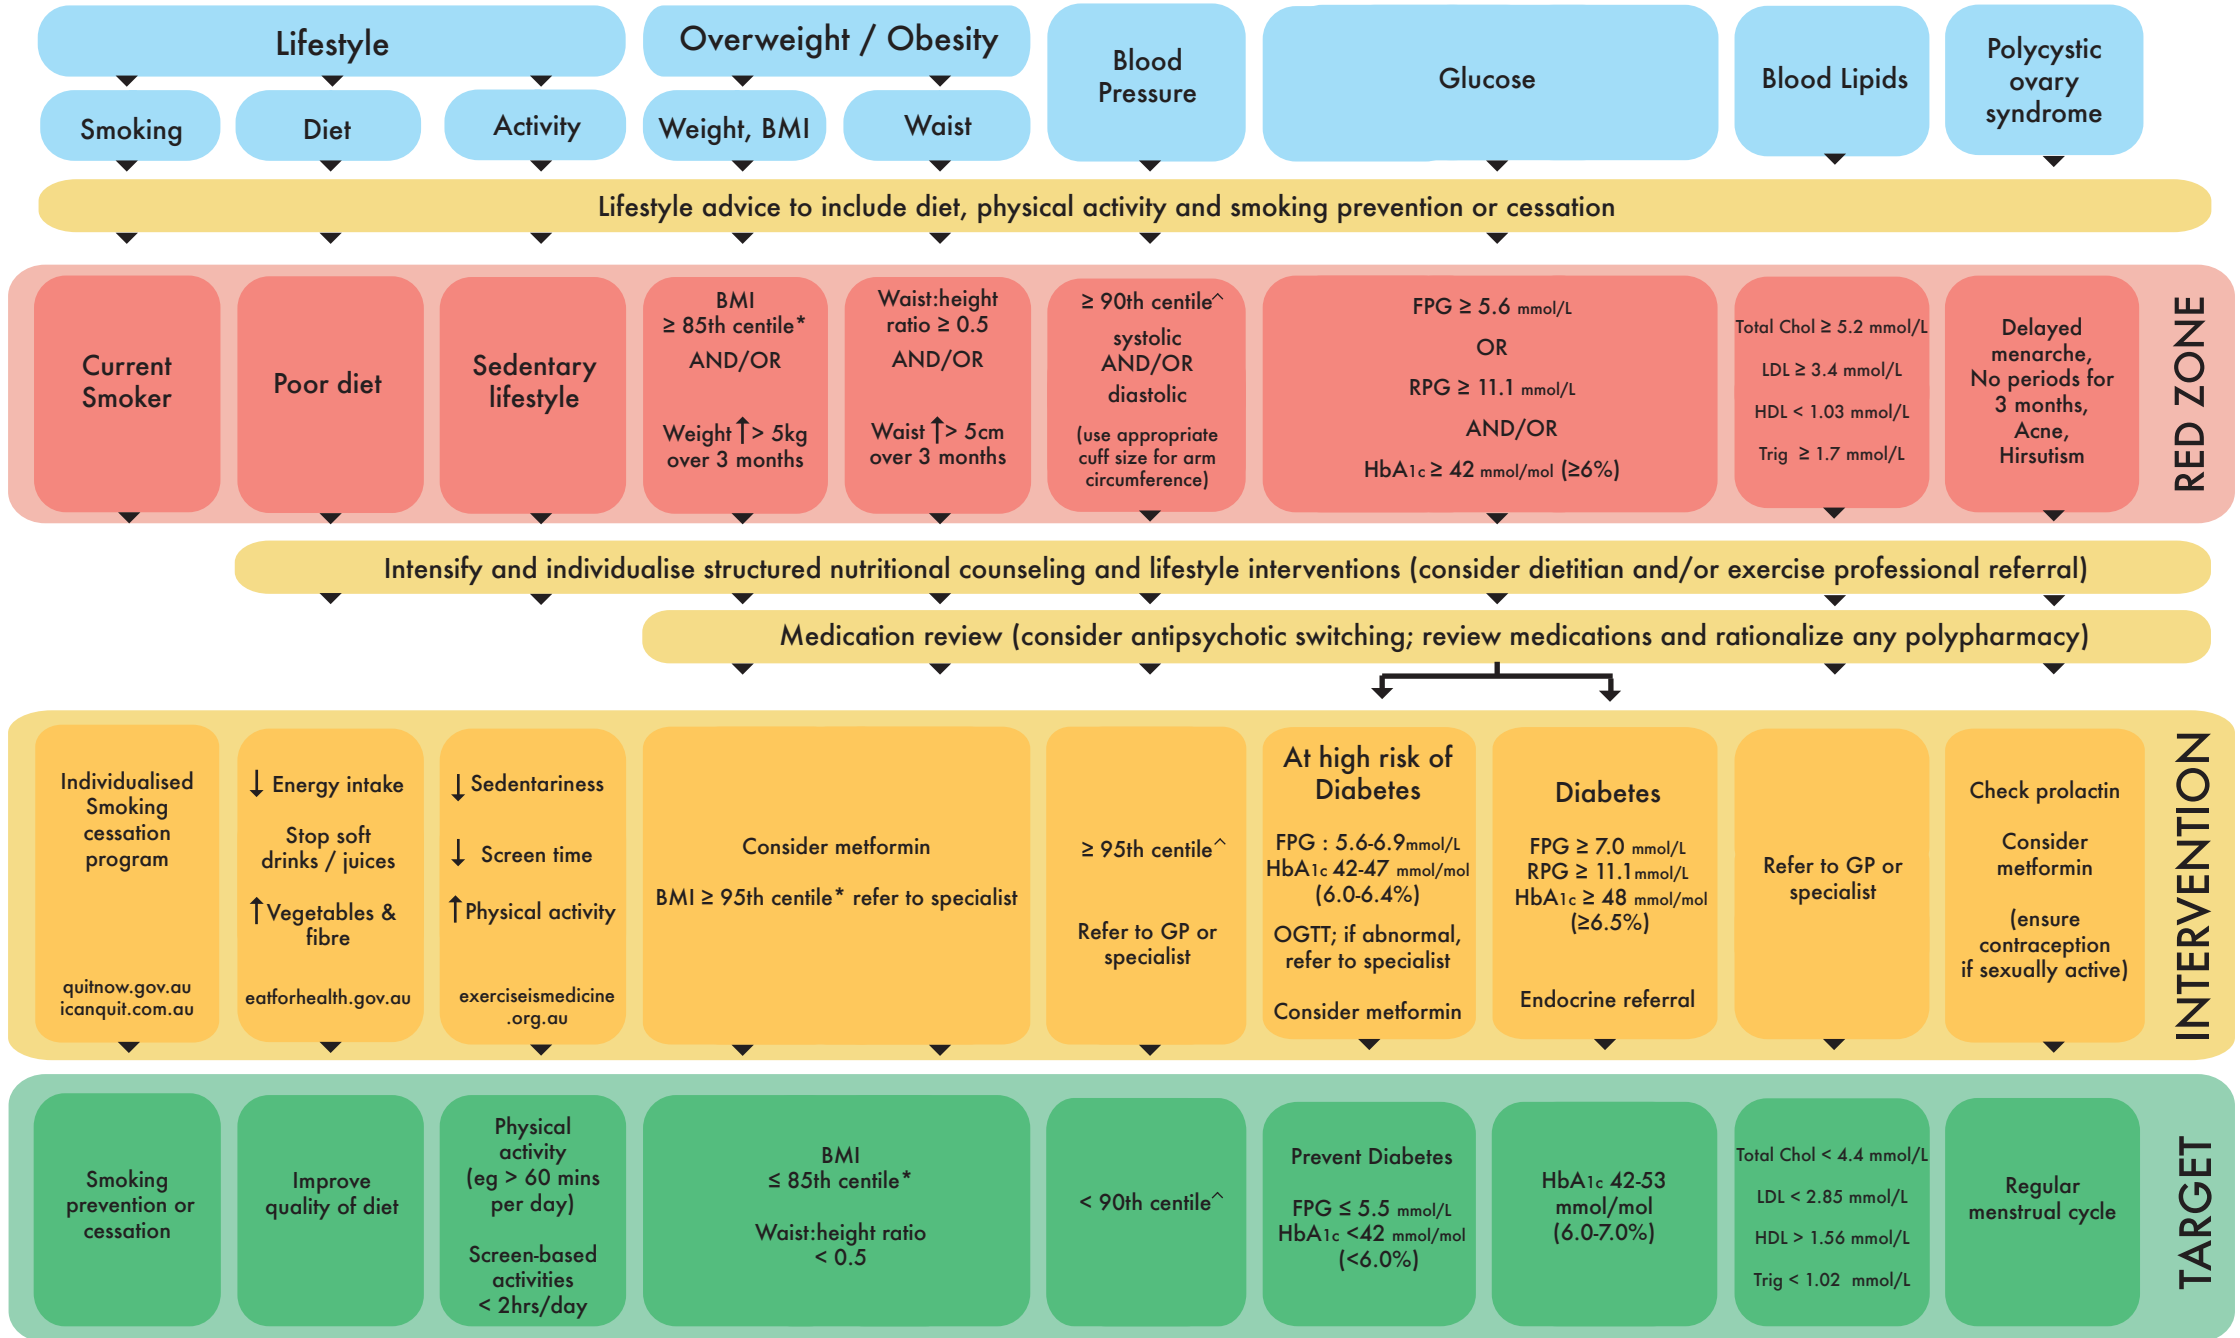 Lifestyle
Overweight / Obesity
Blood
Pressure
Glucose
Blood Lipids
Polycystic
ovary
syndrome
Smoking
Diet
Activity
Weight, BMI
Waist
Lifestyle advice to include diet, physical activity and smoking prevention or cessation
Current
Smoker
Poor diet
Sedentary
lifestyle
BMI
≥ 85th centile*
AND/OR
Weight ↑> 5kg
over 3 months
Waist:height
ratio ≥ 0.5
AND/OR
Waist ↑> 5cm
over 3 months
≥ 90th centile^
systolic
AND/OR
diastolic
(use appropriate
cuff size for arm
circumference)
FPG ≥ 5.6 mmol/L
OR
RPG ≥ 11.1 mmol/L
AND/OR
HbA1c ≥ 42 mmol/mol (≥6%)
Total Chol ≥ 5.2 mmol/L
LDL ≥ 3.4 mmol/L
HDL < 1.03 mmol/L
Trig ≥ 1.7 mmol/L
Delayed
menarche,
No periods for
3 months,
Acne,
Hirsutism
RED ZONE
Intensify and individualise structured nutritional counseling and lifestyle interventions (consider dietitian and/or exercise professional referral)
Medication review (consider antipsychotic switching; review medications and rationalize any polypharmacy)
Individualised
Smoking
cessation
program
quitnow.gov.au
icanquit.com.au
↓ Energy intake
Stop soft
drinks / juices
↑ Vegetables &
fibre
eatforhealth.gov.au
↓ Sedentariness
↓ Screen time
↑ Physical activity
exerciseismedicine
.org.au
Consider metformin
BMI ≥ 95th centile* refer to specialist
≥ 95th centile^
Refer to GP or
specialist
At high risk of
Diabetes
FPG : 5.6-6.9mmol/L
HbA1c 42-47 mmol/mol
(6.0-6.4%)
OGTT; if abnormal,
refer to specialist
Consider metformin
Diabetes
FPG ≥ 7.0 mmol/L
RPG ≥ 11.1mmol/L
HbA1c ≥ 48 mmol/mol
(≥6.5%)
Endocrine referral
Refer to GP or
specialist
Check prolactin
Consider
metformin
(ensure
contraception
if sexually active)
INTERVENTION
Smoking
prevention or
cessation
Improve
quality of diet
Physical
activity
(eg > 60 mins
per day)
Screen-based
activities
< 2hrs/day
BMI
≤ 85th centile*
Waist:height ratio
< 0.5
< 90th centile^
Prevent Diabetes
FPG ≤ 5.5 mmol/L
HbA1c <42 mmol/mol
(<6.0%)
HbA1c 42-53
mmol/mol
(6.0-7.0%)
Total Chol < 4.4 mmol/L
LDL < 2.85 mmol/L
HDL > 1.56 mmol/L
Trig < 1.02 mmol/L
Regular
menstrual cycle
TARGET